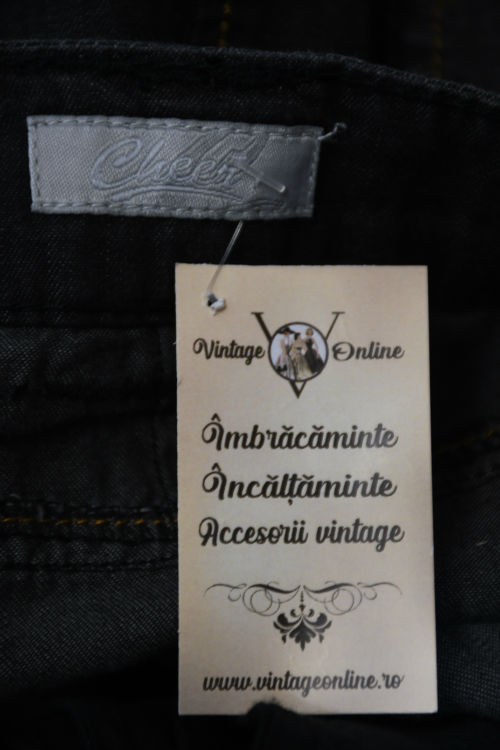 Cheer
Vintage Online
Îmbrăcăminte
Încălțăminte
Accesorii vintage
www.vintageonline.ro